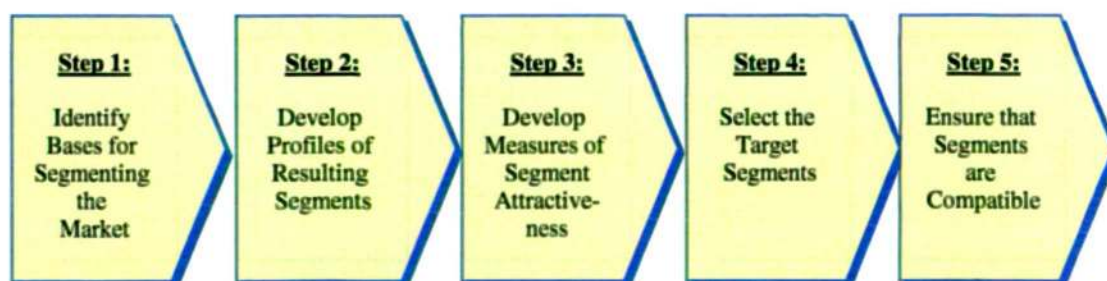 Step 1:
Identify
Bases for
Segmenting
the
Market
Step 2:
Develop
Profiles of
Resulting
Segments
Step 3:
Develop
Measures of
Segment
Attractive-
ness
Step 4:
Select the
Target
Segments
Step 5:
Ensure that
Segments
are
Compatible